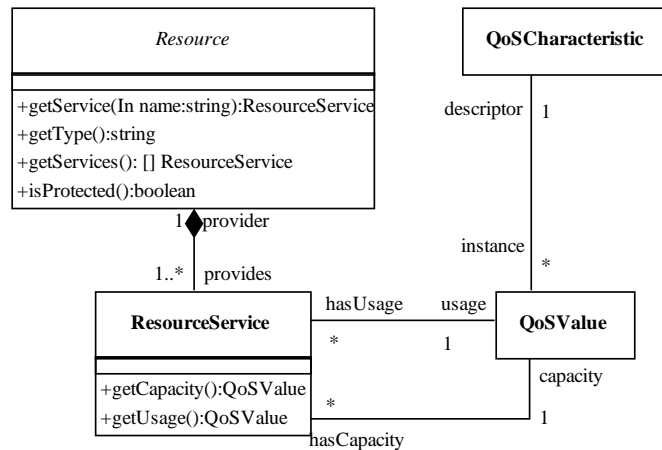 Resource
QoSCharacteristic
+getService(In name:string):ResourceService
+getType():string
+getServices(): [] ResourceService
+isProtected():boolean
descriptor
1
1
provider
instance
*
1..*
provides
ResourceService
hasUsage
usage
*
1
QoSValue
+getCapacity():QoSValue
+getUsage():QoSValue
capacity
*
1
hasCapacity